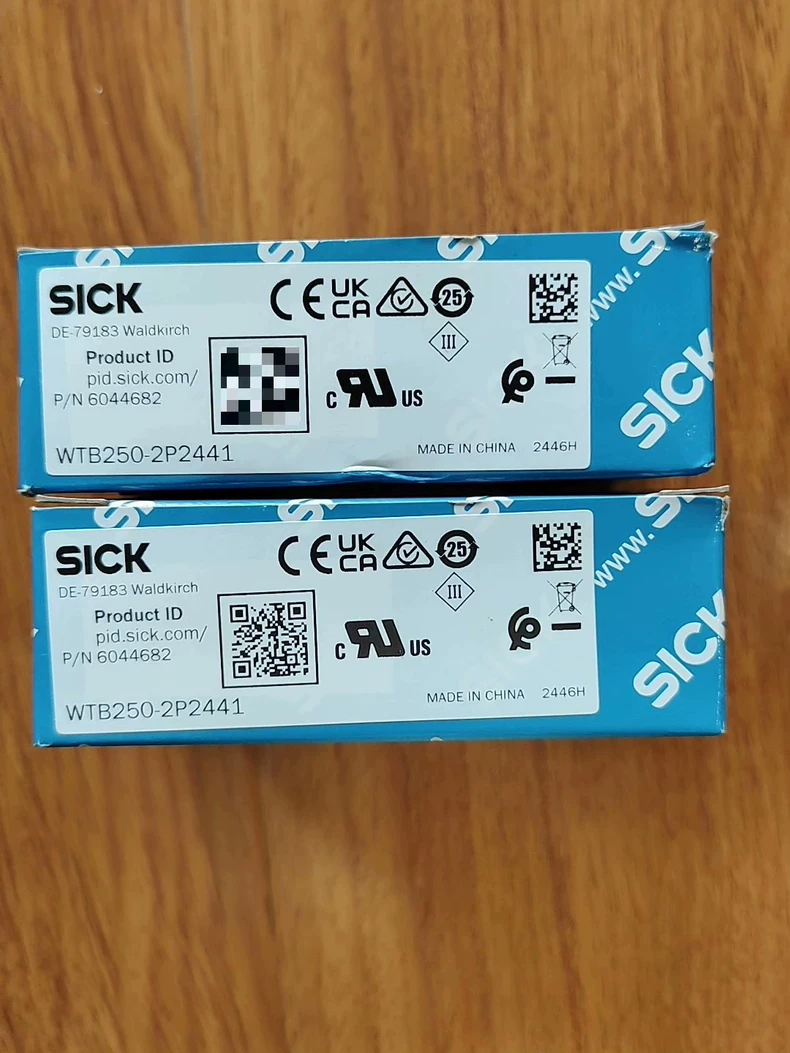 SICK
DE-79183 Waldkirch
Product ID
pid.sick.com/
P/N 6044682
WTB250-2P2441
CE UK CA 25
III
C US
MADE IN CHINA 2446H
www.
SICK
SICK
DE-79183 Waldkirch
Product ID
pid.sick.com/
P/N 6044682
WTB250-2P2441
CE UK CA 25
III
C US
MADE IN CHINA 2446H
www.
SICK